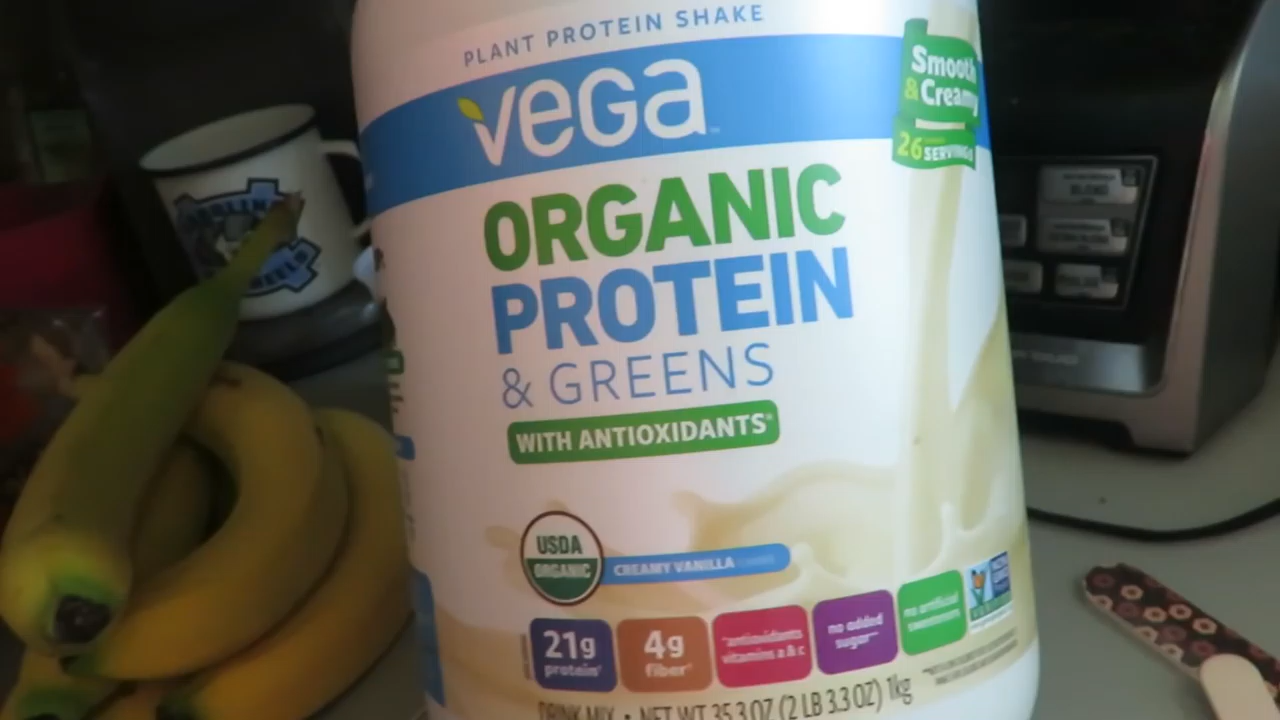 PLANT PROTEIN SHAKE
vega
Smooth
& Creamy
26 SERVINGS
ORGANIC
PROTEIN
& GREENS
WITH ANTIOXIDANTS*
USDA
ORGANIC
CREAMY VANILLA
21g
protein*
4g
fiber*
antioxidants
vitamins a & c
no added
sugar**
no artificial
sweeteners
DRINK MIX • NET WT 35.3 OZ (2 LB 3.3 OZ) 1kg
BLEND